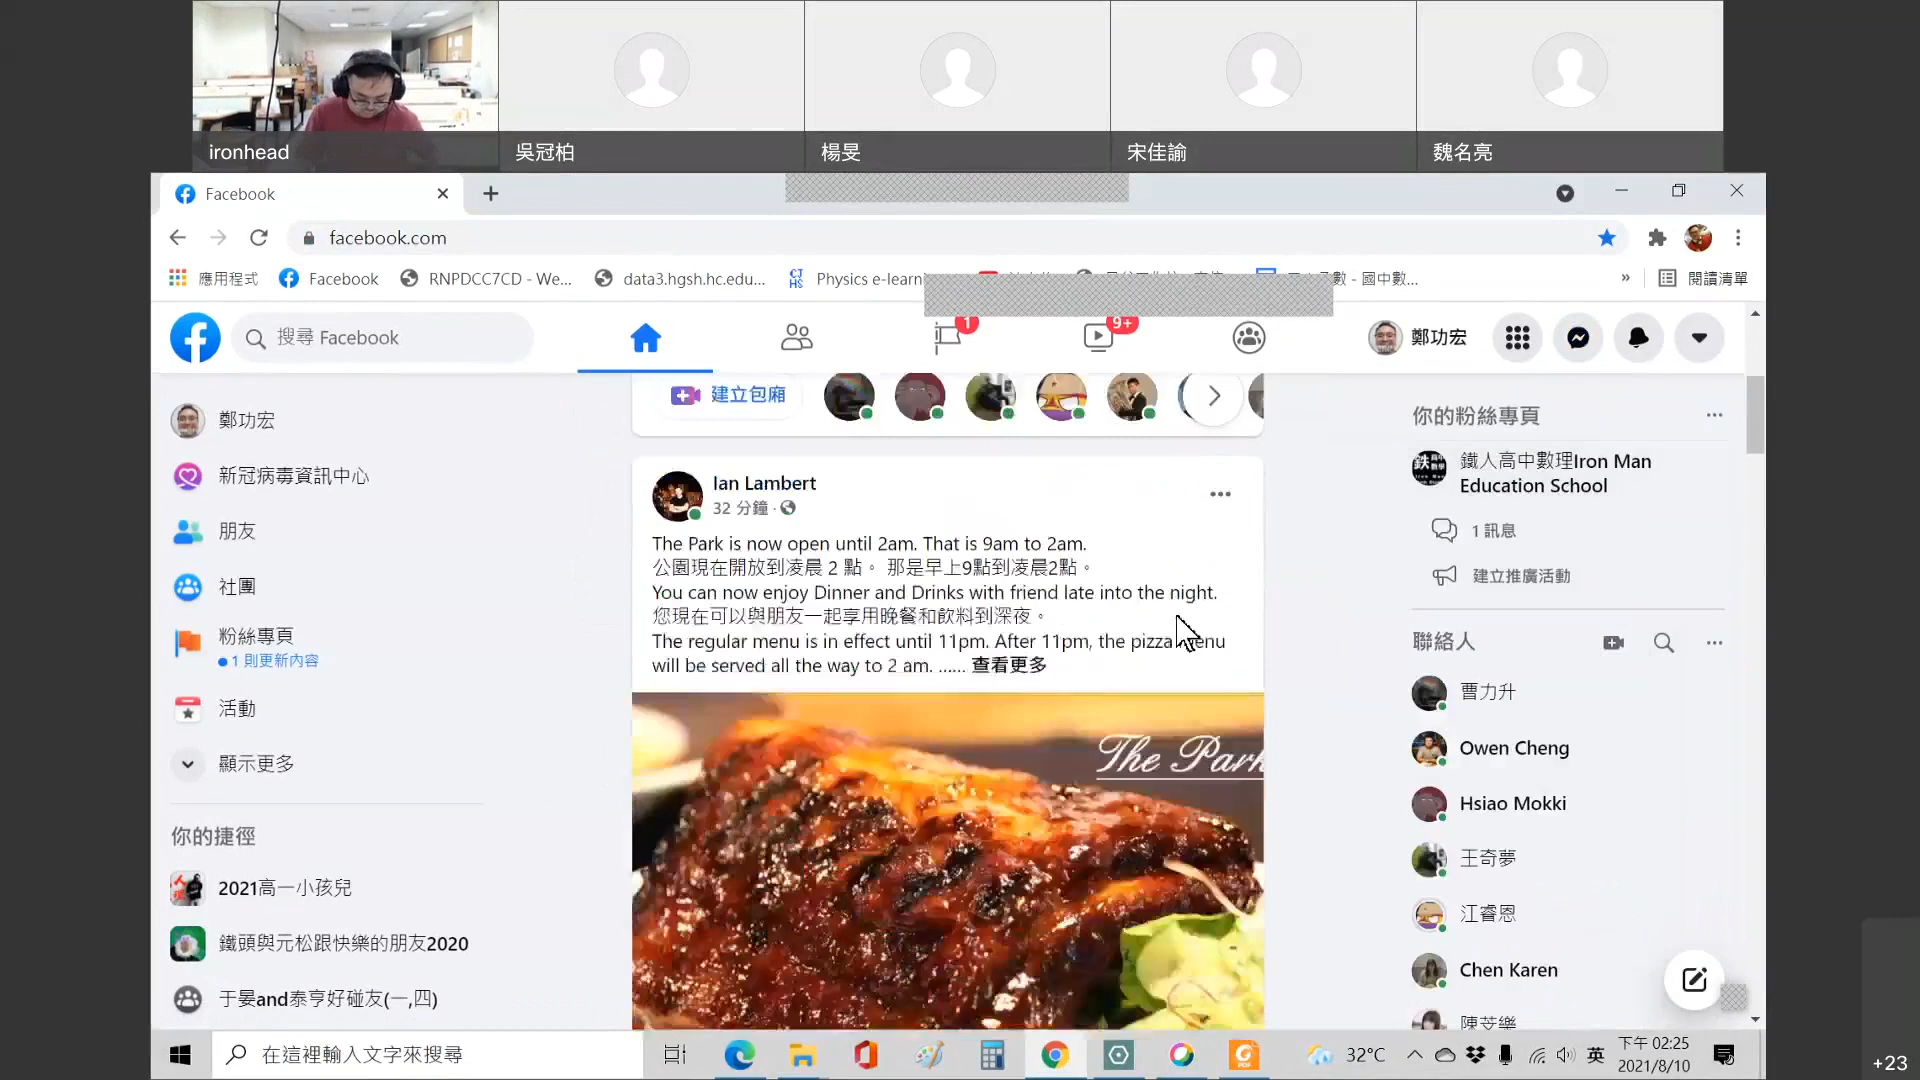 ironhead
吳冠柏
楊旻
宋佳諭
魏名亮
Facebook
facebook.com
應用程式
Facebook
RNPDCC7CD - We...
data3.hgsh.hc.edu...
Physics e-learni
數 - 國中數...
»
閱讀清單
搜尋 Facebook
1
9+
鄭功宏
建立包廂
鄭功宏
新冠病毒資訊中心
朋友
社團
粉絲專頁
1 則更新內容
活動
顯示更多
你的捷徑
2021高一小孩兒
鐵頭與元松跟快樂的朋友2020
于晏and泰亨好碰友(一,四)
Ian Lambert
32 分鐘 ·
The Park is now open until 2am. That is 9am to 2am.
公園現在開放到凌晨 2 點。 那是早上9點到凌晨2點。
You can now enjoy Dinner and Drinks with friend late into the night.
您現在可以與朋友一起享用晚餐和飲料到深夜。
The regular menu is in effect until 11pm. After 11pm, the pizza menu
will be served all the way to 2 am. ...... 查看更多
The Park
你的粉絲專頁
鐵人高中數理Iron Man
Education School
1 訊息
建立推廣活動
聯絡人
曹力升
Owen Cheng
Hsiao Mokki
王奇夢
江睿恩
Chen Karen
在這裡輸入文字來搜尋
32°C
英
下午 02:25
2021/8/10
+23